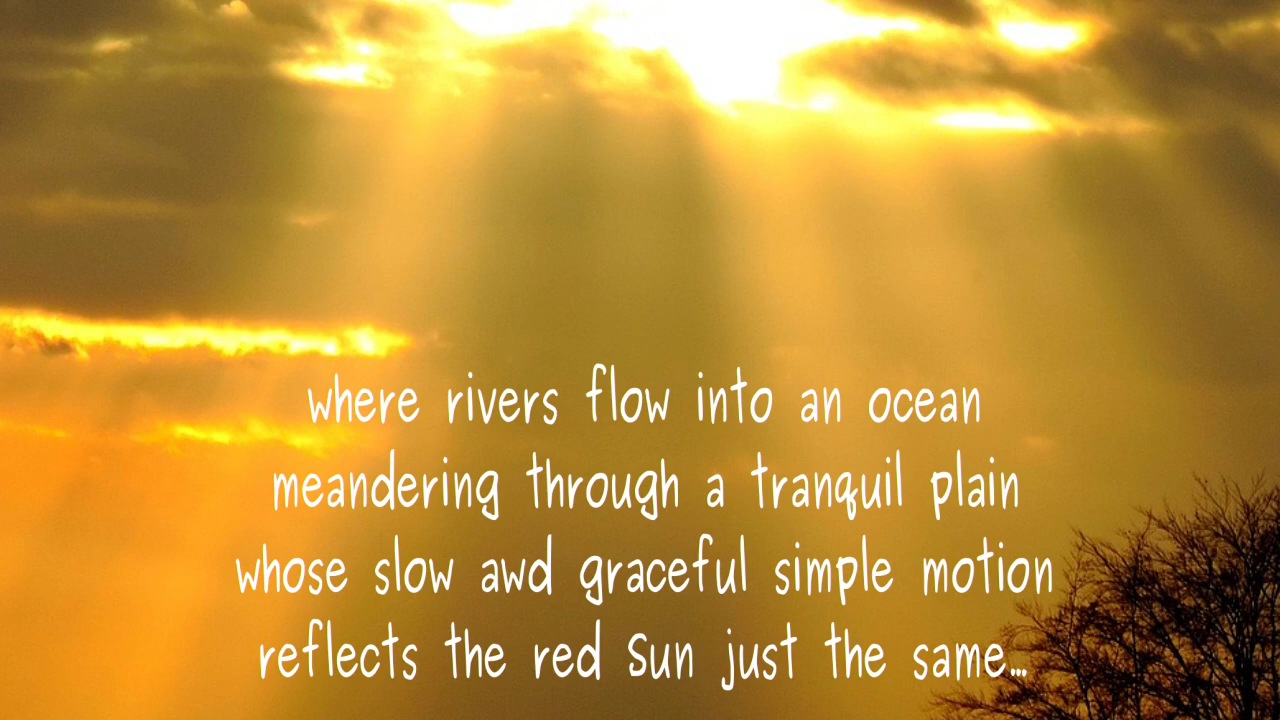 where rivers flow into an ocean
meandering through a tranquil plain
whose slow awd graceful simple motion
reflects the red Sun just the same...